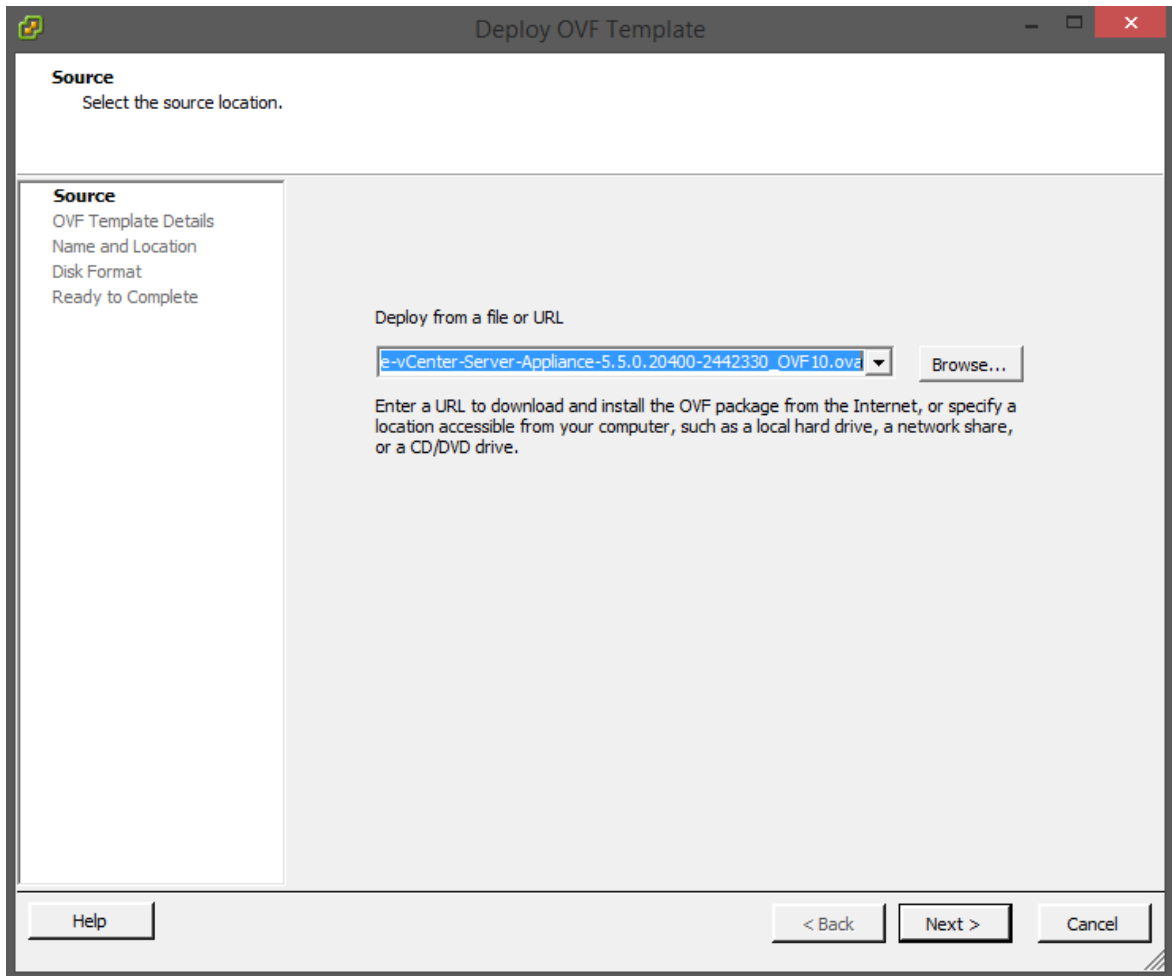 Deploy OVF Template
Source
Select the source location.
Source
OVF Template Details
Name and Location
Disk Format
Ready to Complete
Deploy from a file or URL
e-vCenter-Server-Appliance-5.5.0.20400-2442330_OVF10.ova
Browse...
Enter a URL to download and install the OVF package from the Internet, or specify a
location accessible from your computer, such as a local hard drive, a network share,
or a CD/DVD drive.
Help
< Back
Next >
Cancel